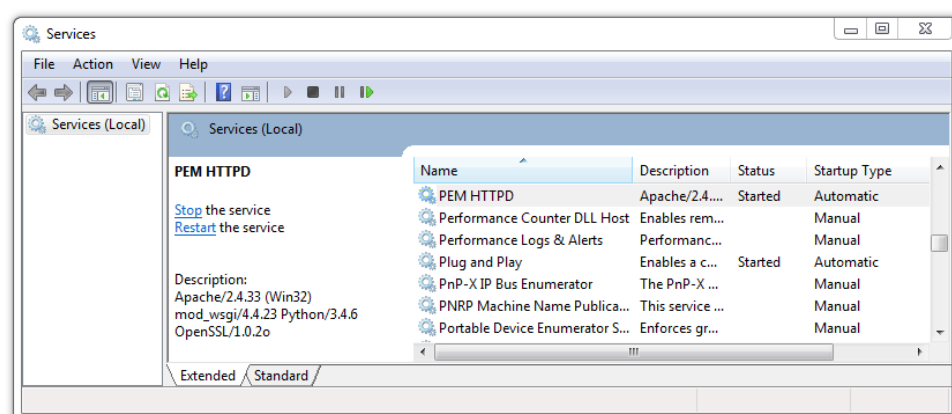 Services
File Action View Help
Services (Local)
Services (Local)
PEM HTTPD
Stop the service
Restart the service
Description:
Apache/2.4.33 (Win32)
mod_wsgi/4.4.23 Python/3.4.6
OpenSSL/1.0.2o
Name Description Status Startup Type
PEM HTTPD Apache/2.4.... Started Automatic
Performance Counter DLL Host Enables rem... Manual
Performance Logs & Alerts Performanc... Manual
Plug and Play Enables a c... Started Automatic
PnP-X IP Bus Enumerator The PnP-X ... Manual
PNRP Machine Name Publica... This service ... Manual
Portable Device Enumerator S... Enforces gr... Manual
Extended Standard